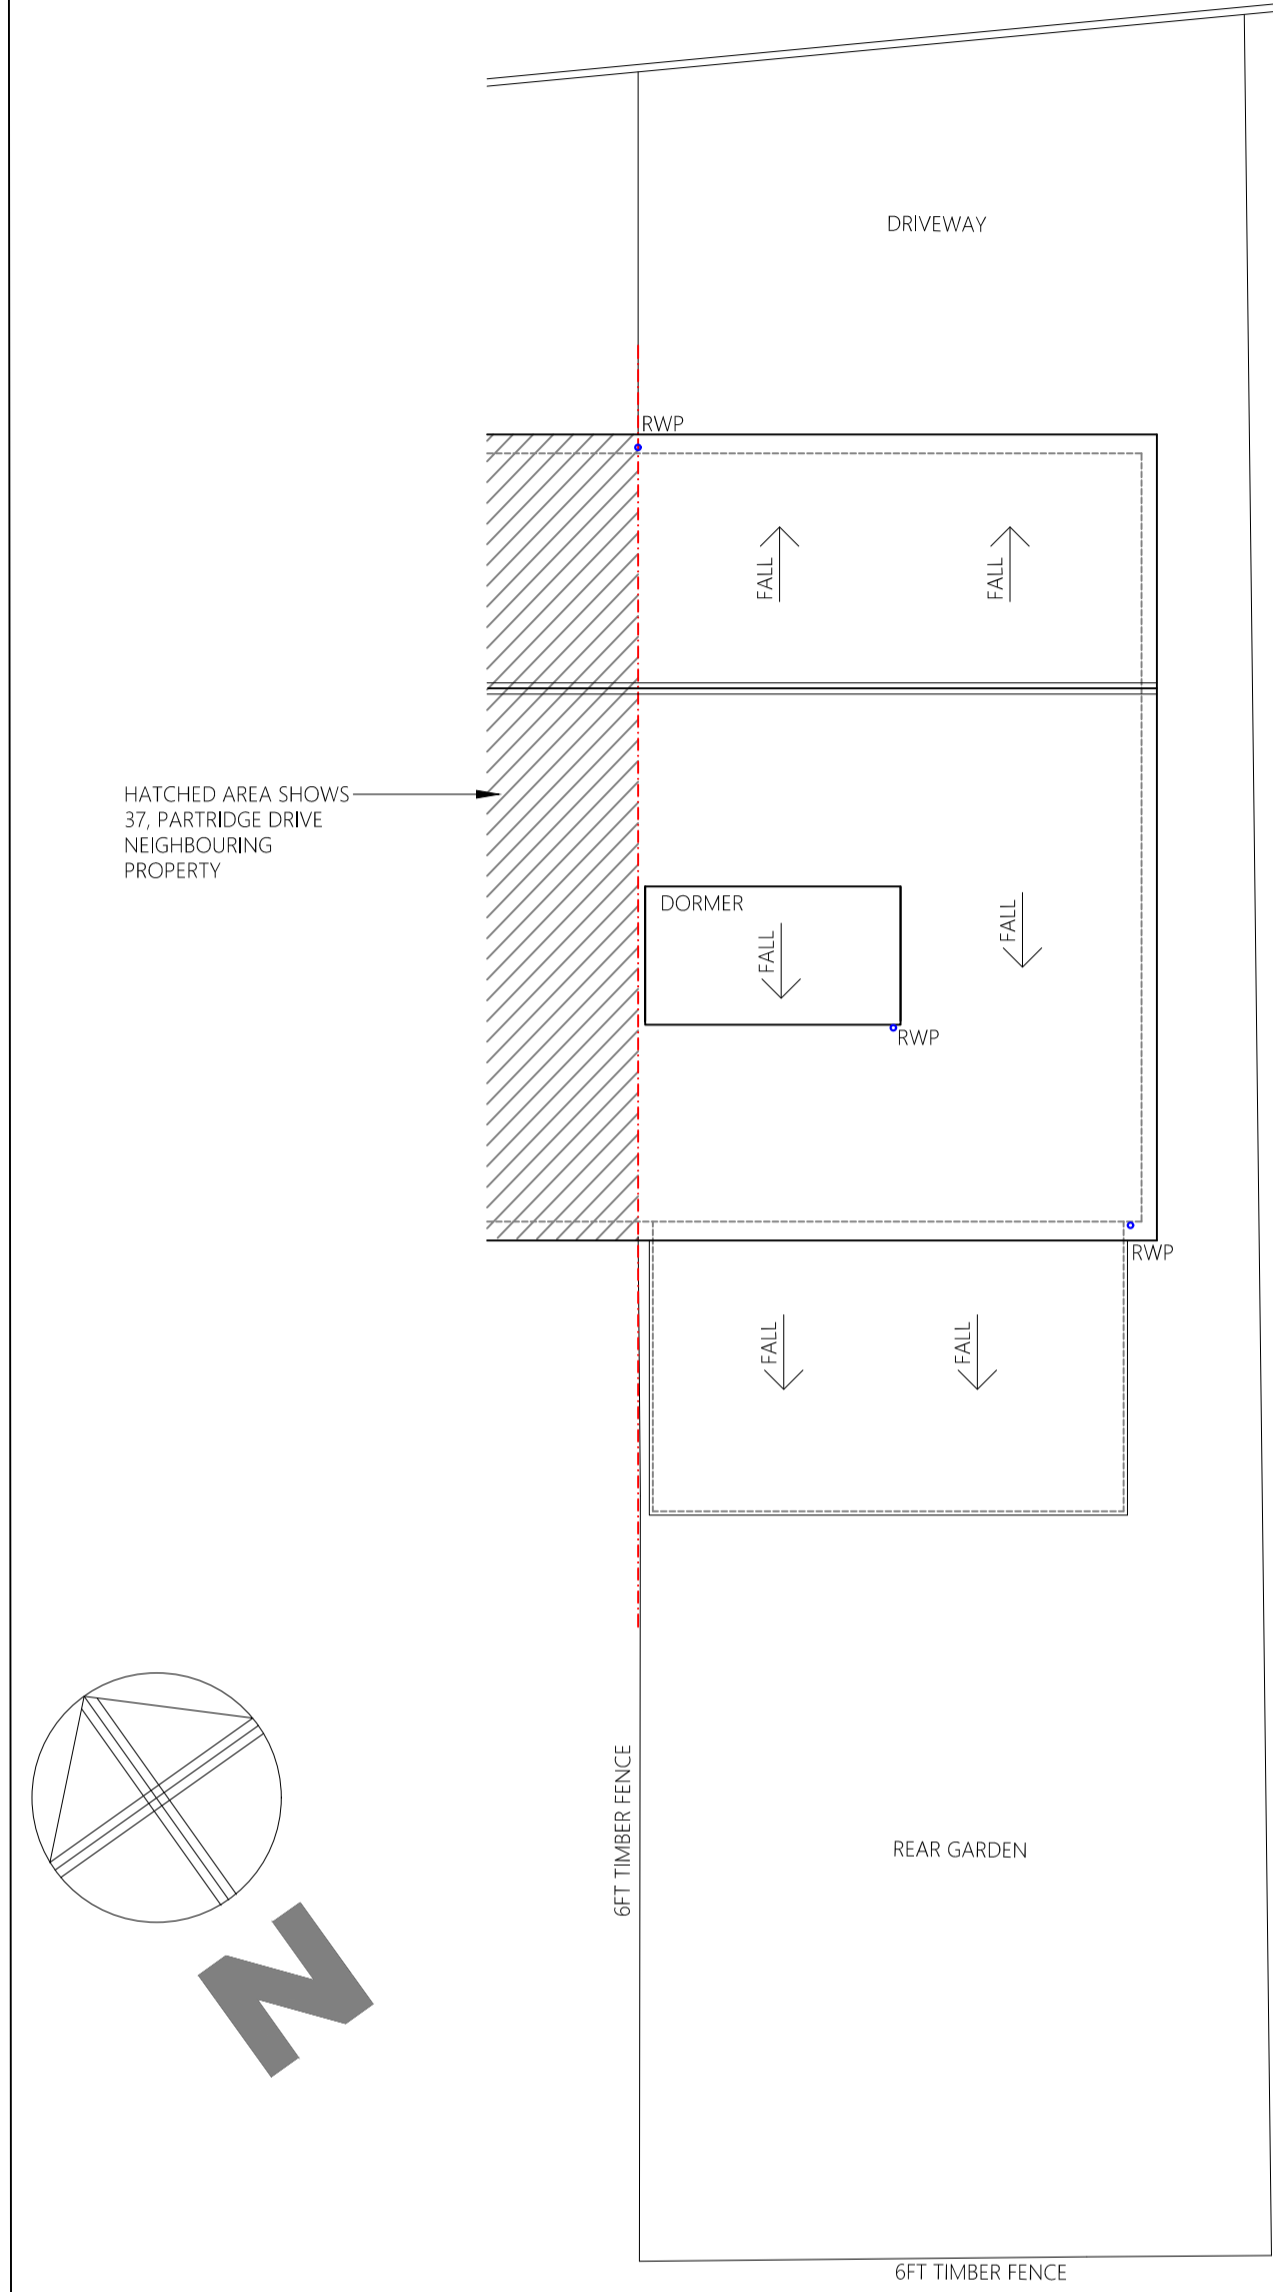 DRIVEWAY
RWP
FALL
FALL
HATCHED AREA SHOWS
37, PARTRIDGE DRIVE
NEIGHBOURING
PROPERTY
DORMER
FALL
FALL
RWP
RWP
FALL
FALL
6FT TIMBER FENCE
REAR GARDEN
N
6FT TIMBER FENCE